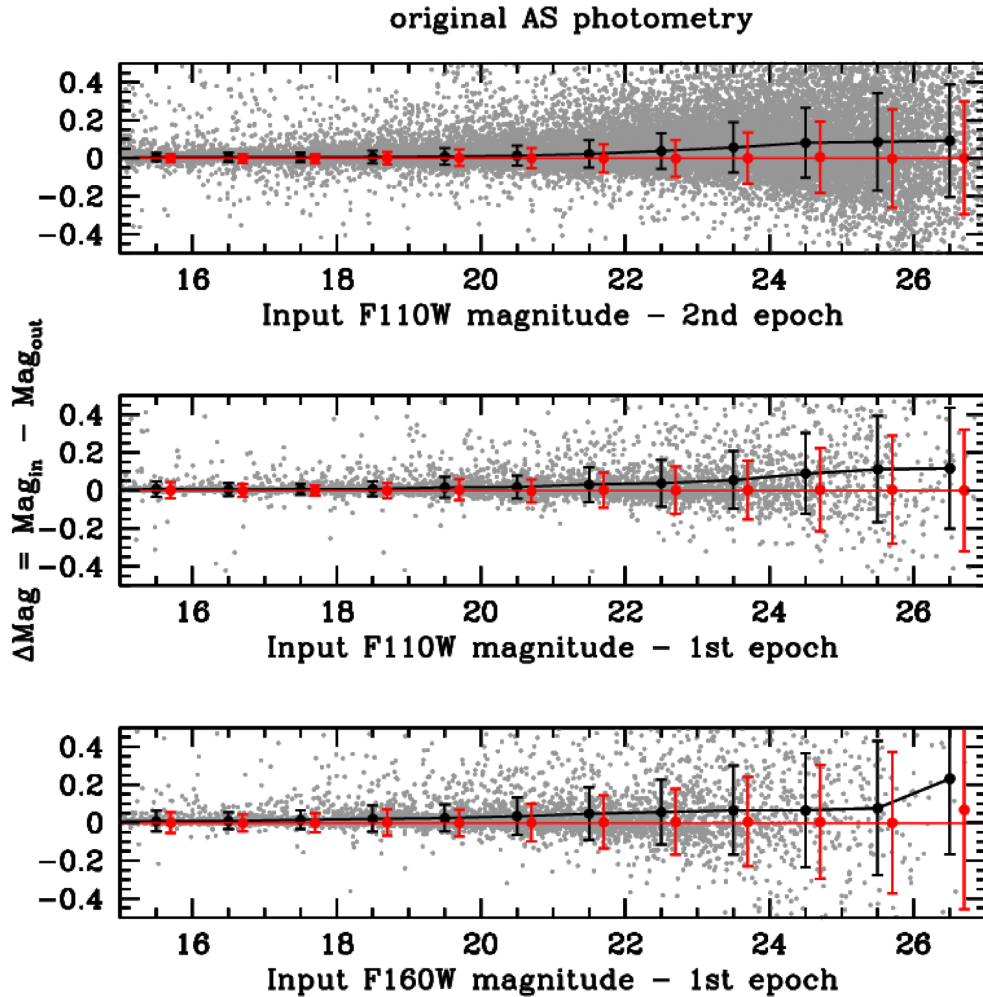 original AS photometry
0.4
0.2
0
-0.2
-0.4
16 18 20 22 24 26
Input F110W magnitude - 2nd epoch
ΔMag = Mag_in - Mag_out
0.4
0.2
0
-0.2
-0.4
16 18 20 22 24 26
Input F110W magnitude - 1st epoch
0.4
0.2
0
-0.2
-0.4
16 18 20 22 24 26
Input F160W magnitude - 1st epoch